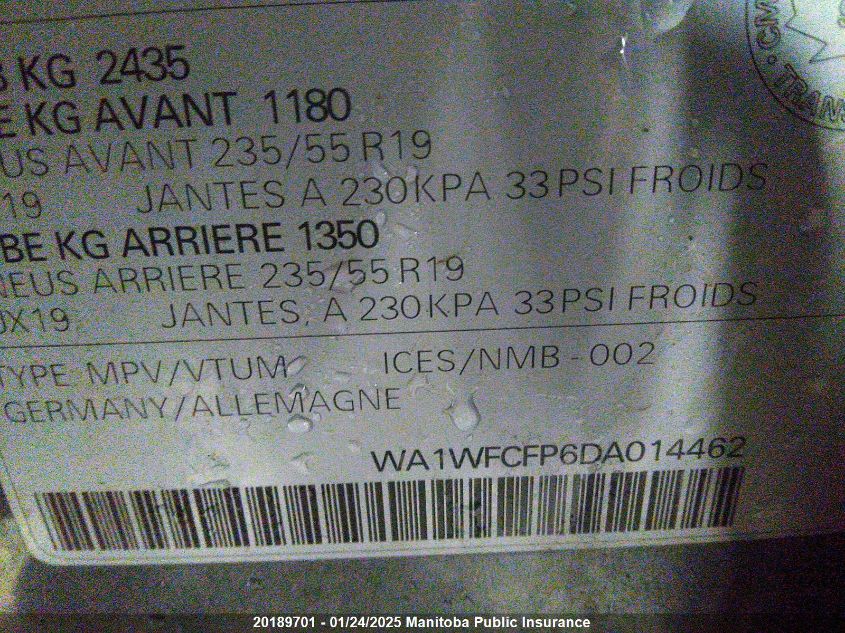 KG 2435
KG AVANT 1180
AVANT 235/55 R19
19 JANTES A 230KPA 33PSI FROIDS
KG ARRIERE 1350
ARRIERE 235/55 R19
JX19 JANTES, A 230KPA 33PSI FROIDS
TYPE MPV/VTUM ICES/NMB-002
GERMANY/ALLEMAGNE
WA1WFCFP6DA014462
20189701 - 01/24/2025 Manitoba Public Insurance